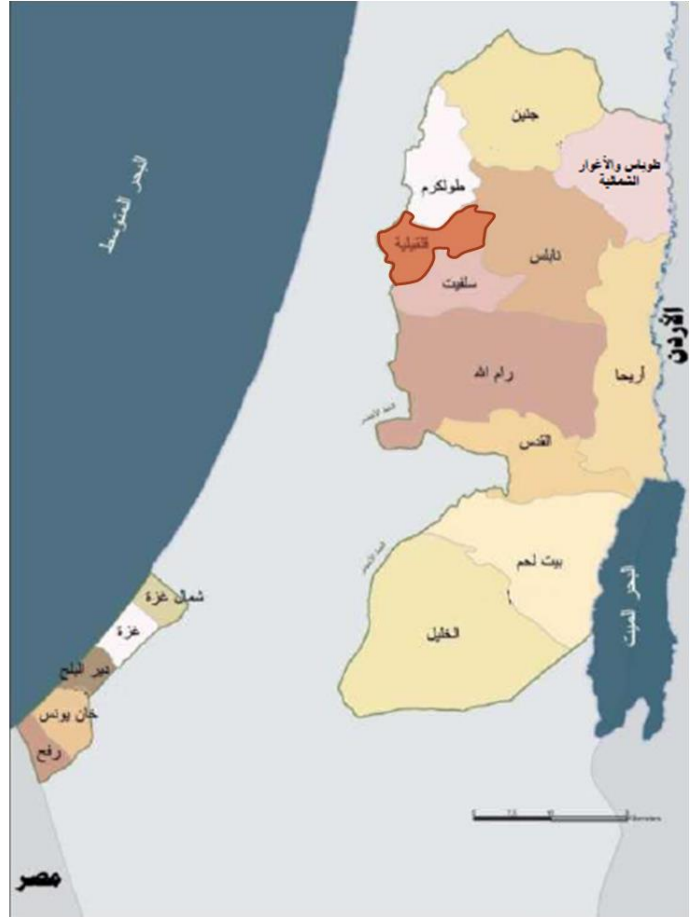 جنين
طوباس والأغوار
الشمالية
طولكرم
قلقيلية
نابلس
سلفيت
البحر المتوسط
الأردن
رام الله
أريحا
القدس
بيت لحم
البحر الميت
الخليل
شمال غزة
غزة
دير البلح
خان يونس
رفح
مصر